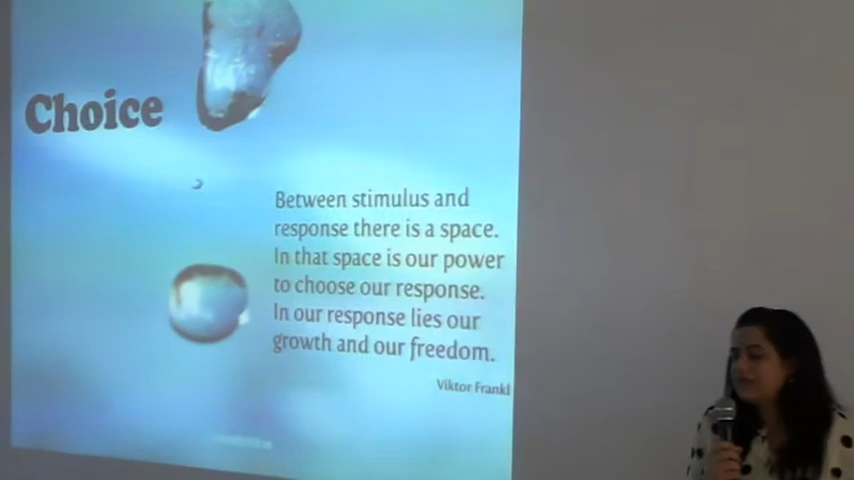 Choice
Between stimulus and
response there is a space.
In that space is our power
to choose our response.
In our response lies our
growth and our freedom.
Viktor Frankl